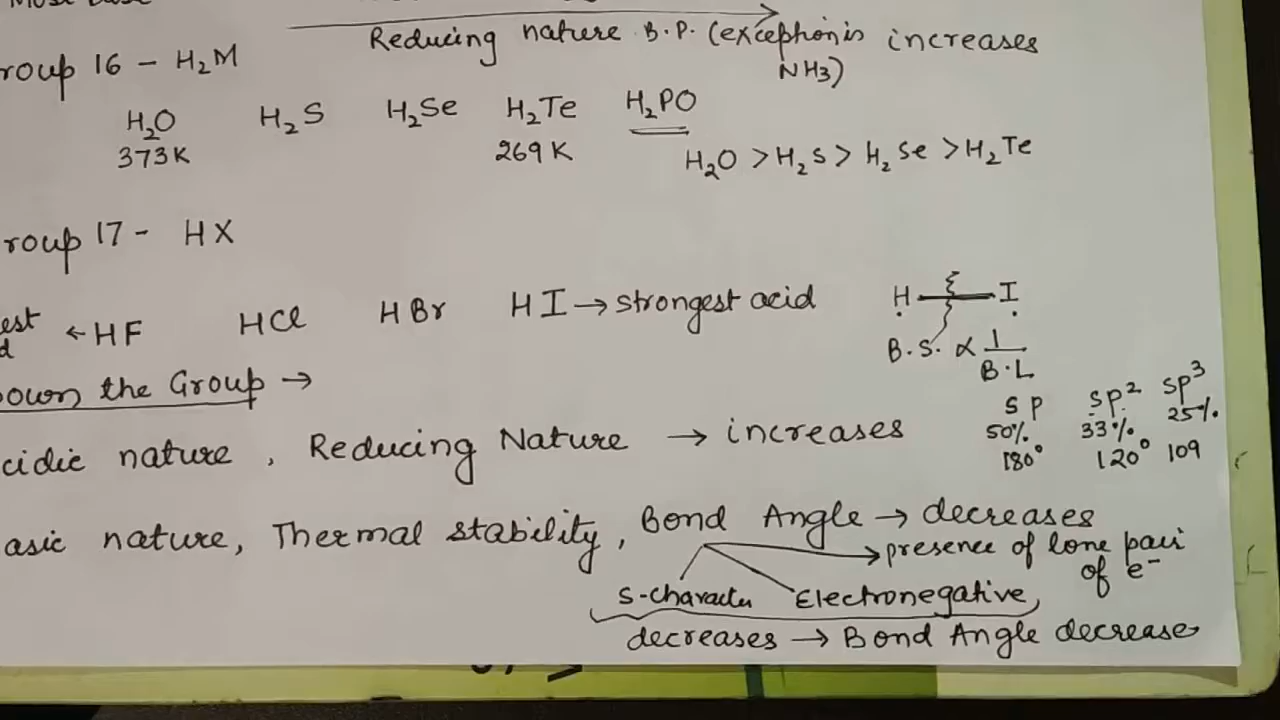 Reducing nature B.P. (exception is increases
NH3)
roup 16 - H₂M
H₂O H₂S H₂Se H₂Te H₂PO
373K 269K H₂O > H₂S > H₂Se > H₂Te
roup 17 - HX
est ← HF HCl HBr HI → strongest acid H I
d B.S. ∝ 1
B.L
own the Group →
SP SP² SP³
50% 33% 25%
180° 120° 109
cidic nature, Reducing Nature → increases
asic nature, Thermal stability, Bond Angle → decreases
presence of lone pair
of e⁻
S-character Electronegative,
decreases → Bond Angle decrease